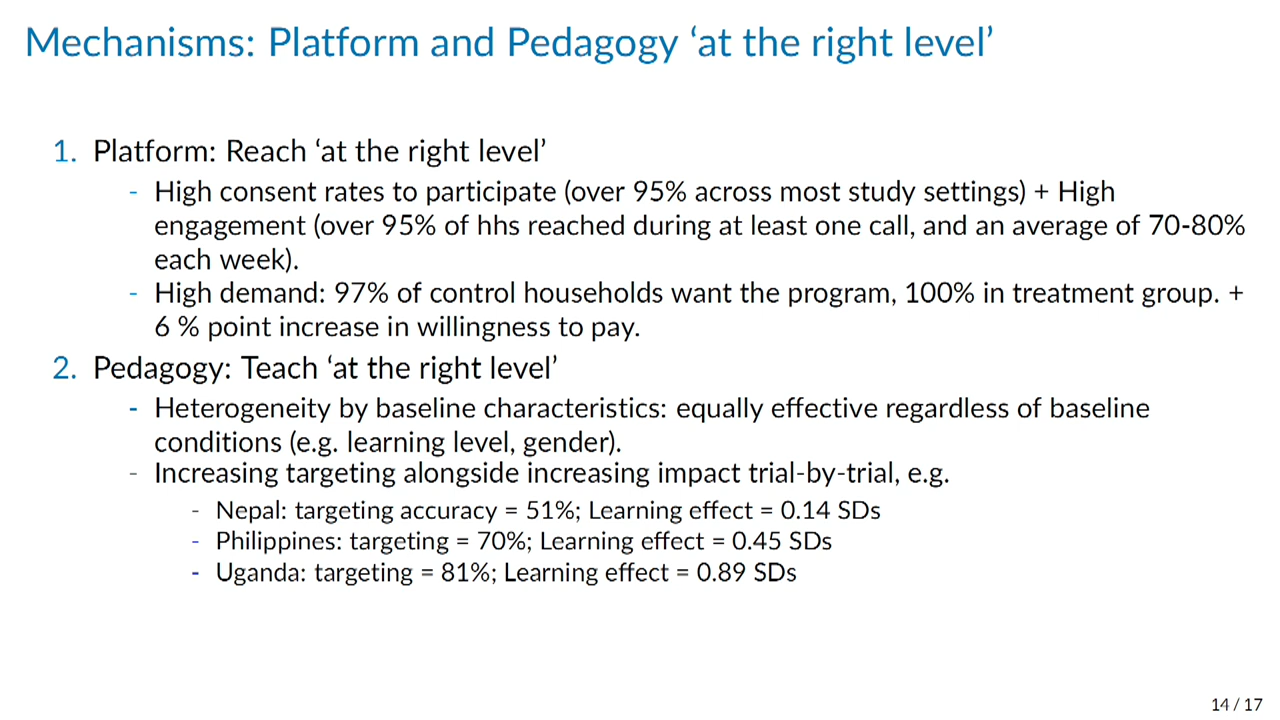 Mechanisms: Platform and Pedagogy ‘at the right level’
1. Platform: Reach ‘at the right level’
- High consent rates to participate (over 95% across most study settings) + High
engagement (over 95% of hhs reached during at least one call, and an average of 70-80%
each week).
- High demand: 97% of control households want the program, 100% in treatment group. +
6 % point increase in willingness to pay.
2. Pedagogy: Teach ‘at the right level’
- Heterogeneity by baseline characteristics: equally effective regardless of baseline
conditions (e.g. learning level, gender).
- Increasing targeting alongside increasing impact trial-by-trial, e.g.
- Nepal: targeting accuracy = 51%; Learning effect = 0.14 SDs
- Philippines: targeting = 70%; Learning effect = 0.45 SDs
- Uganda: targeting = 81%; Learning effect = 0.89 SDs
14 / 17